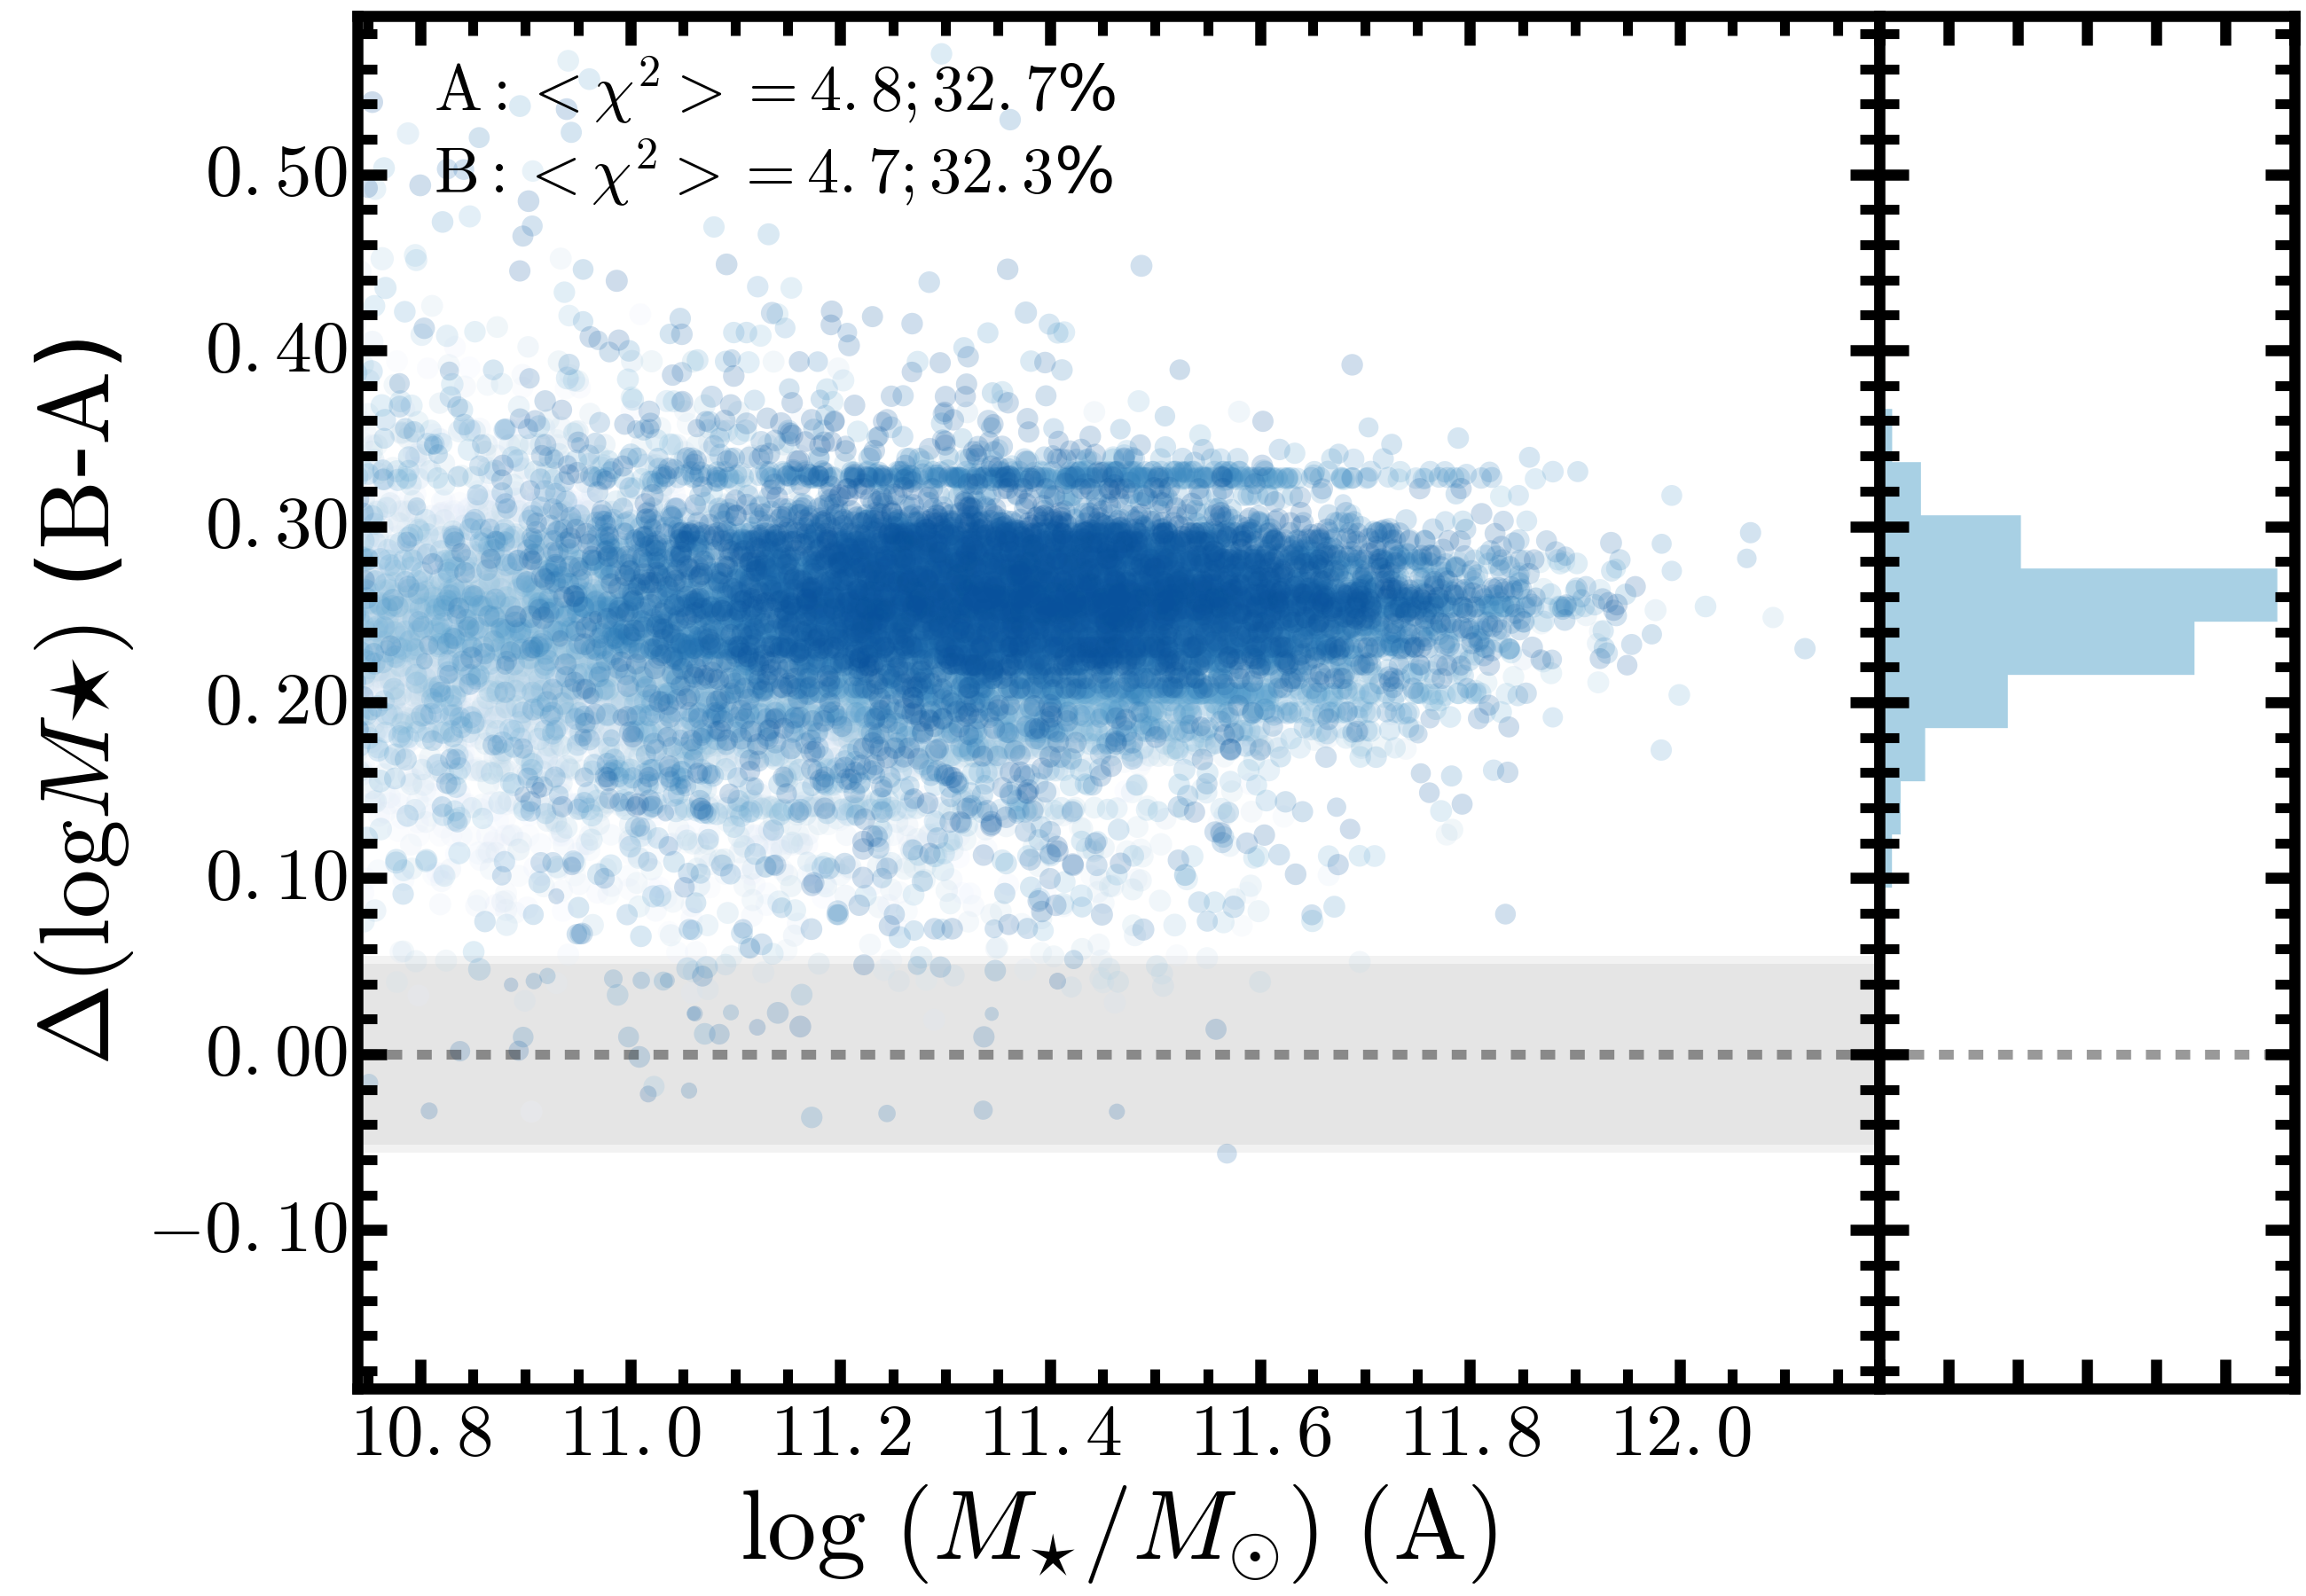 A: <χ²> = 4.8; 32.7%
B: <χ²> = 4.7; 32.3%
0.50
0.40
0.30
0.20
0.10
0.00
−0.10
Δ(logM★) (B-A)
10.8 11.0 11.2 11.4 11.6 11.8 12.0
log (M★/M⊙) (A)